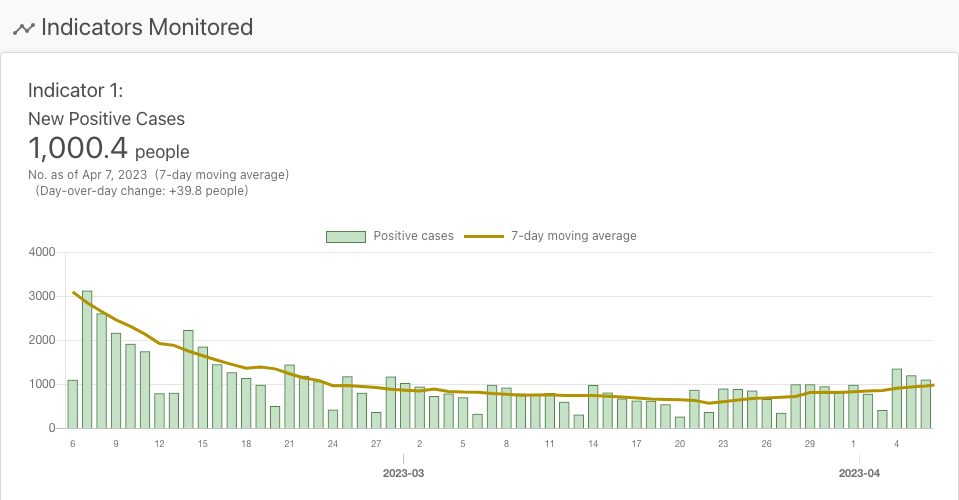 Indicators Monitored
Indicator 1:
New Positive Cases
1,000.4 people
No. as of Apr 7, 2023 (7-day moving average)
(Day-over-day change: +39.8 people)
Positive cases 7-day moving average
4000
3000
2000
1000
0
6 9 12 15 18 21 24 27 2 5 8 11 14 17 20 23 26 29 1 4
2023-03 2023-04